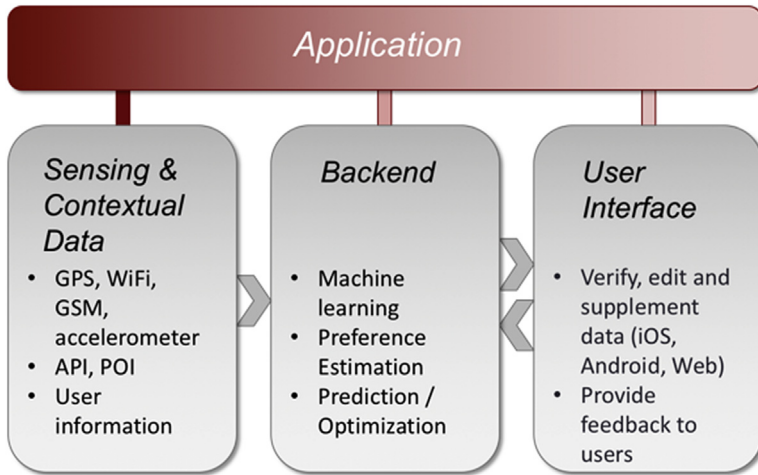 Application
Sensing &
Contextual
Data
• GPS, WiFi,
GSM,
accelerometer
• API, POI
• User
information
Backend
• Machine
learning
• Preference
Estimation
• Prediction /
Optimization
User
Interface
• Verify, edit and
supplement
data (iOS,
Android, Web)
• Provide
feedback to
users